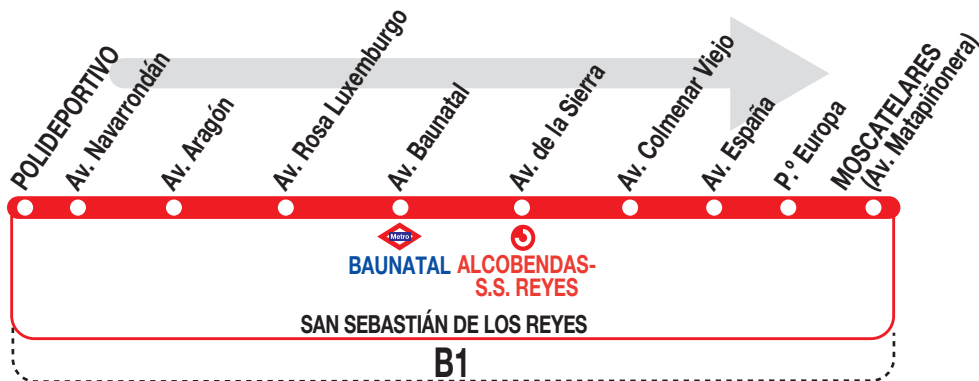 POLIDEPORTIVO
Av. Navarrondán
Av. Aragón
Av. Rosa Luxemburgo
Av. Baunatal
Av. de la Sierra
Av. Colmenar Viejo
Av. España
P.º Europa
MOSCATELARES
(Av. Matapiñonera)
Metro
BAUNATAL
ALCOBENDAS-
S.S. REYES
SAN SEBASTIÁN DE LOS REYES
B1